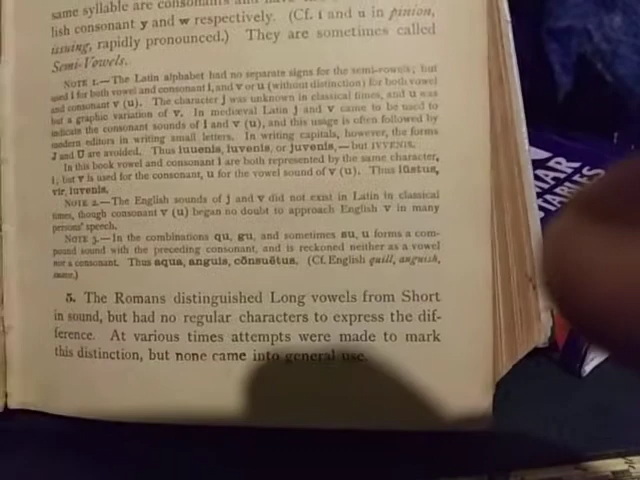 same syllable are consonants and have the
lish consonant y and w respectively. (Cf. i and u in pinion,
issuing, rapidly pronounced.) They are sometimes called
Semi-Vowels.
NOTE 1.—The Latin alphabet had no separate signs for the semi-vowels; but
used I for both vowel and consonant I, and V or U (without distinction) for both vowel
and consonant v (u). The character J was unknown in classical times, and U was
but a graphic variation of V. In mediæval Latin j and v came to be used to
indicate the consonant sounds of I and V (U), and this usage is often followed by
modern editors in writing small letters. In writing capitals, however, the forms
J and U are avoided. Thus iuuenis, iuvenis, or juvenis,—but IVVENIS.
In this book vowel and consonant I are both represented by the same character,
i; but v is used for the consonant, u for the vowel sound of v (u). Thus iūstus,
vir, iuvenis.
NOTE 2.—The English sounds of j and v did not exist in Latin in classical
times, though consonant v (u) began no doubt to approach English v in many
persons' speech.
NOTE 3.—In the combinations qu, gu, and sometimes su, u forms a com-
pound sound with the preceding consonant, and is reckoned neither as a vowel
nor a consonant. Thus aqua, anguis, cōnsuētus. (Cf. English quill, anguish,
suave.)
5. The Romans distinguished Long vowels from Short
in sound, but had no regular characters to express the dif-
ference. At various times attempts were made to mark
this distinction, but none came into general use.
TABLES